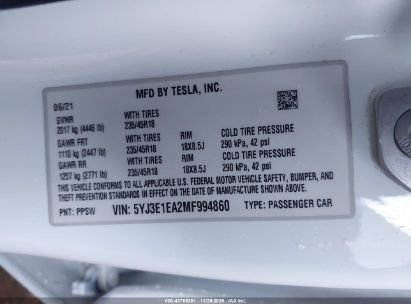 MFD BY TESLA, INC.
06/21
GVWR WITH TIRES
2017 kg (4446 lb) 235/45R18
GAWR FRT WITH TIRES RIM COLD TIRE PRESSURE
1110 kg (2447 lb) 235/45R18 18X8.5J 290 kPa, 42 psi
GAWR RR WITH TIRES RIM COLD TIRE PRESSURE
1257 kg (2771 lb) 235/45R18 18X8.5J 290 kPa, 42 psi
THIS VEHICLE CONFORMS TO ALL APPLICABLE U.S. FEDERAL MOTOR VEHICLE SAFETY, BUMPER, AND
THEFT PREVENTION STANDARDS IN EFFECT ON THE DATE OF MANUFACTURE SHOWN ABOVE.
PNT: PPSW VIN: 5YJ3E1EA2MF994860 TYPE: PASSENGER CAR